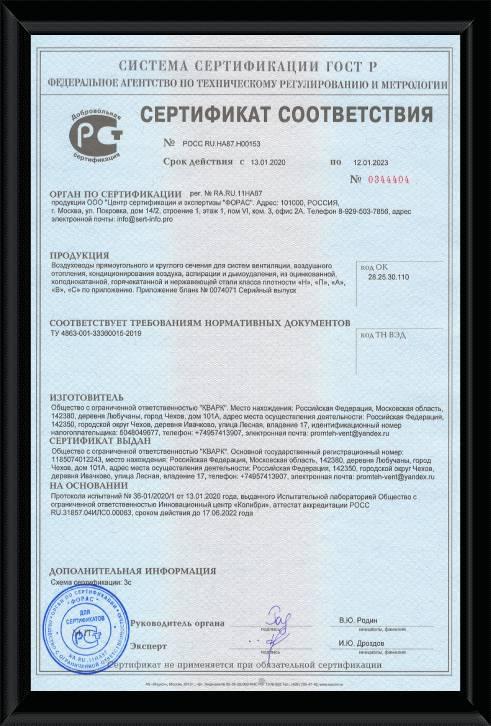 СИСТЕМА СЕРТИФИКАЦИИ ГОСТ Р
ФЕДЕРАЛЬНОЕ АГЕНТСТВО ПО ТЕХНИЧЕСКОМУ РЕГУЛИРОВАНИЮ И МЕТРОЛОГИИ
Добровольная
сертификация
СЕРТИФИКАТ СООТВЕТСТВИЯ
№ РОСС RU.НА87.Н00153
Срок действия с 13.01.2020 по 12.01.2023
№ 0344404
ОРГАН ПО СЕРТИФИКАЦИИ рег. № RA.RU.11НА87
продукции ООО "Центр сертификации и экспертизы "ФОРАС". Адрес: 101000, РОССИЯ,
г. Москва, ул. Покровка, дом 14/2, строение 1, этаж 1, пом VI, ком. 3, офис 2А. Телефон 8-929-503-7856, адрес
электронной почты: info@sert-info.pro
ПРОДУКЦИЯ
Воздуховоды прямоугольного и круглого сечения для систем вентиляции, воздушного
отопления, кондиционирования воздуха, аспирации и дымоудаления, из оцинкованной,
холоднокатанной, горячекатанной и нержавеющей стали класса плотности «Н», «П», «А»,
«В», «С» по приложению. Приложение бланк № 0074071 Серийный выпуск
код ОК
28.25.30.110
СООТВЕТСТВУЕТ ТРЕБОВАНИЯМ НОРМАТИВНЫХ ДОКУМЕНТОВ
ТУ 4863-001-33360015-2019
код ТН ВЭД
ИЗГОТОВИТЕЛЬ
Общество с ограниченной ответственностью "КВАРК". Место нахождения: Российская Федерация, Московская область,
142380, деревня Любучаны, город Чехов, дом 101А, адрес места осуществления деятельности: Российская Федерация,
142350, городской округ Чехов, деревня Ивачково, улица Лесная, владение 17, идентификационный номер
налогоплательщика: 5048049677, телефон: +74957413907, электронная почта: promteh-vent@yandex.ru
СЕРТИФИКАТ ВЫДАН
Общество с ограниченной ответственностью "КВАРК". Основной государственный регистрационный номер:
1185074012243, место нахождения: Российская Федерация, Московская область, 142380, деревня Любучаны, город
Чехов, дом 101А, адрес места осуществления деятельности: Российская Федерация, 142350, городской округ Чехов,
деревня Ивачково, улица Лесная, владение 17, телефон: +74957413907, электронная почта: promteh-vent@yandex.ru
НА ОСНОВАНИИ
Протокола испытаний № 36-01/2020/1 от 13.01.2020 года, выданного Испытательной лабораторией Общество с
ограниченной ответственностью Инновационный центр «Колибри», аттестат аккредитации РОСС
RU.31857.04ИЛС0.00063, сроком действия до 17.06.2022 года
ДОПОЛНИТЕЛЬНАЯ ИНФОРМАЦИЯ
Схема сертификации: 3с
"ФОРАС"
ДЛЯ
СЕРТИФИКАТОВ
RA.RU.11НА87
М.П.
Руководитель органа
подпись
В.Ю. Родин
инициалы, фамилия
Эксперт
подпись
И.Ю. Дроздов
инициалы, фамилия
Сертификат не применяется при обязательной сертификации